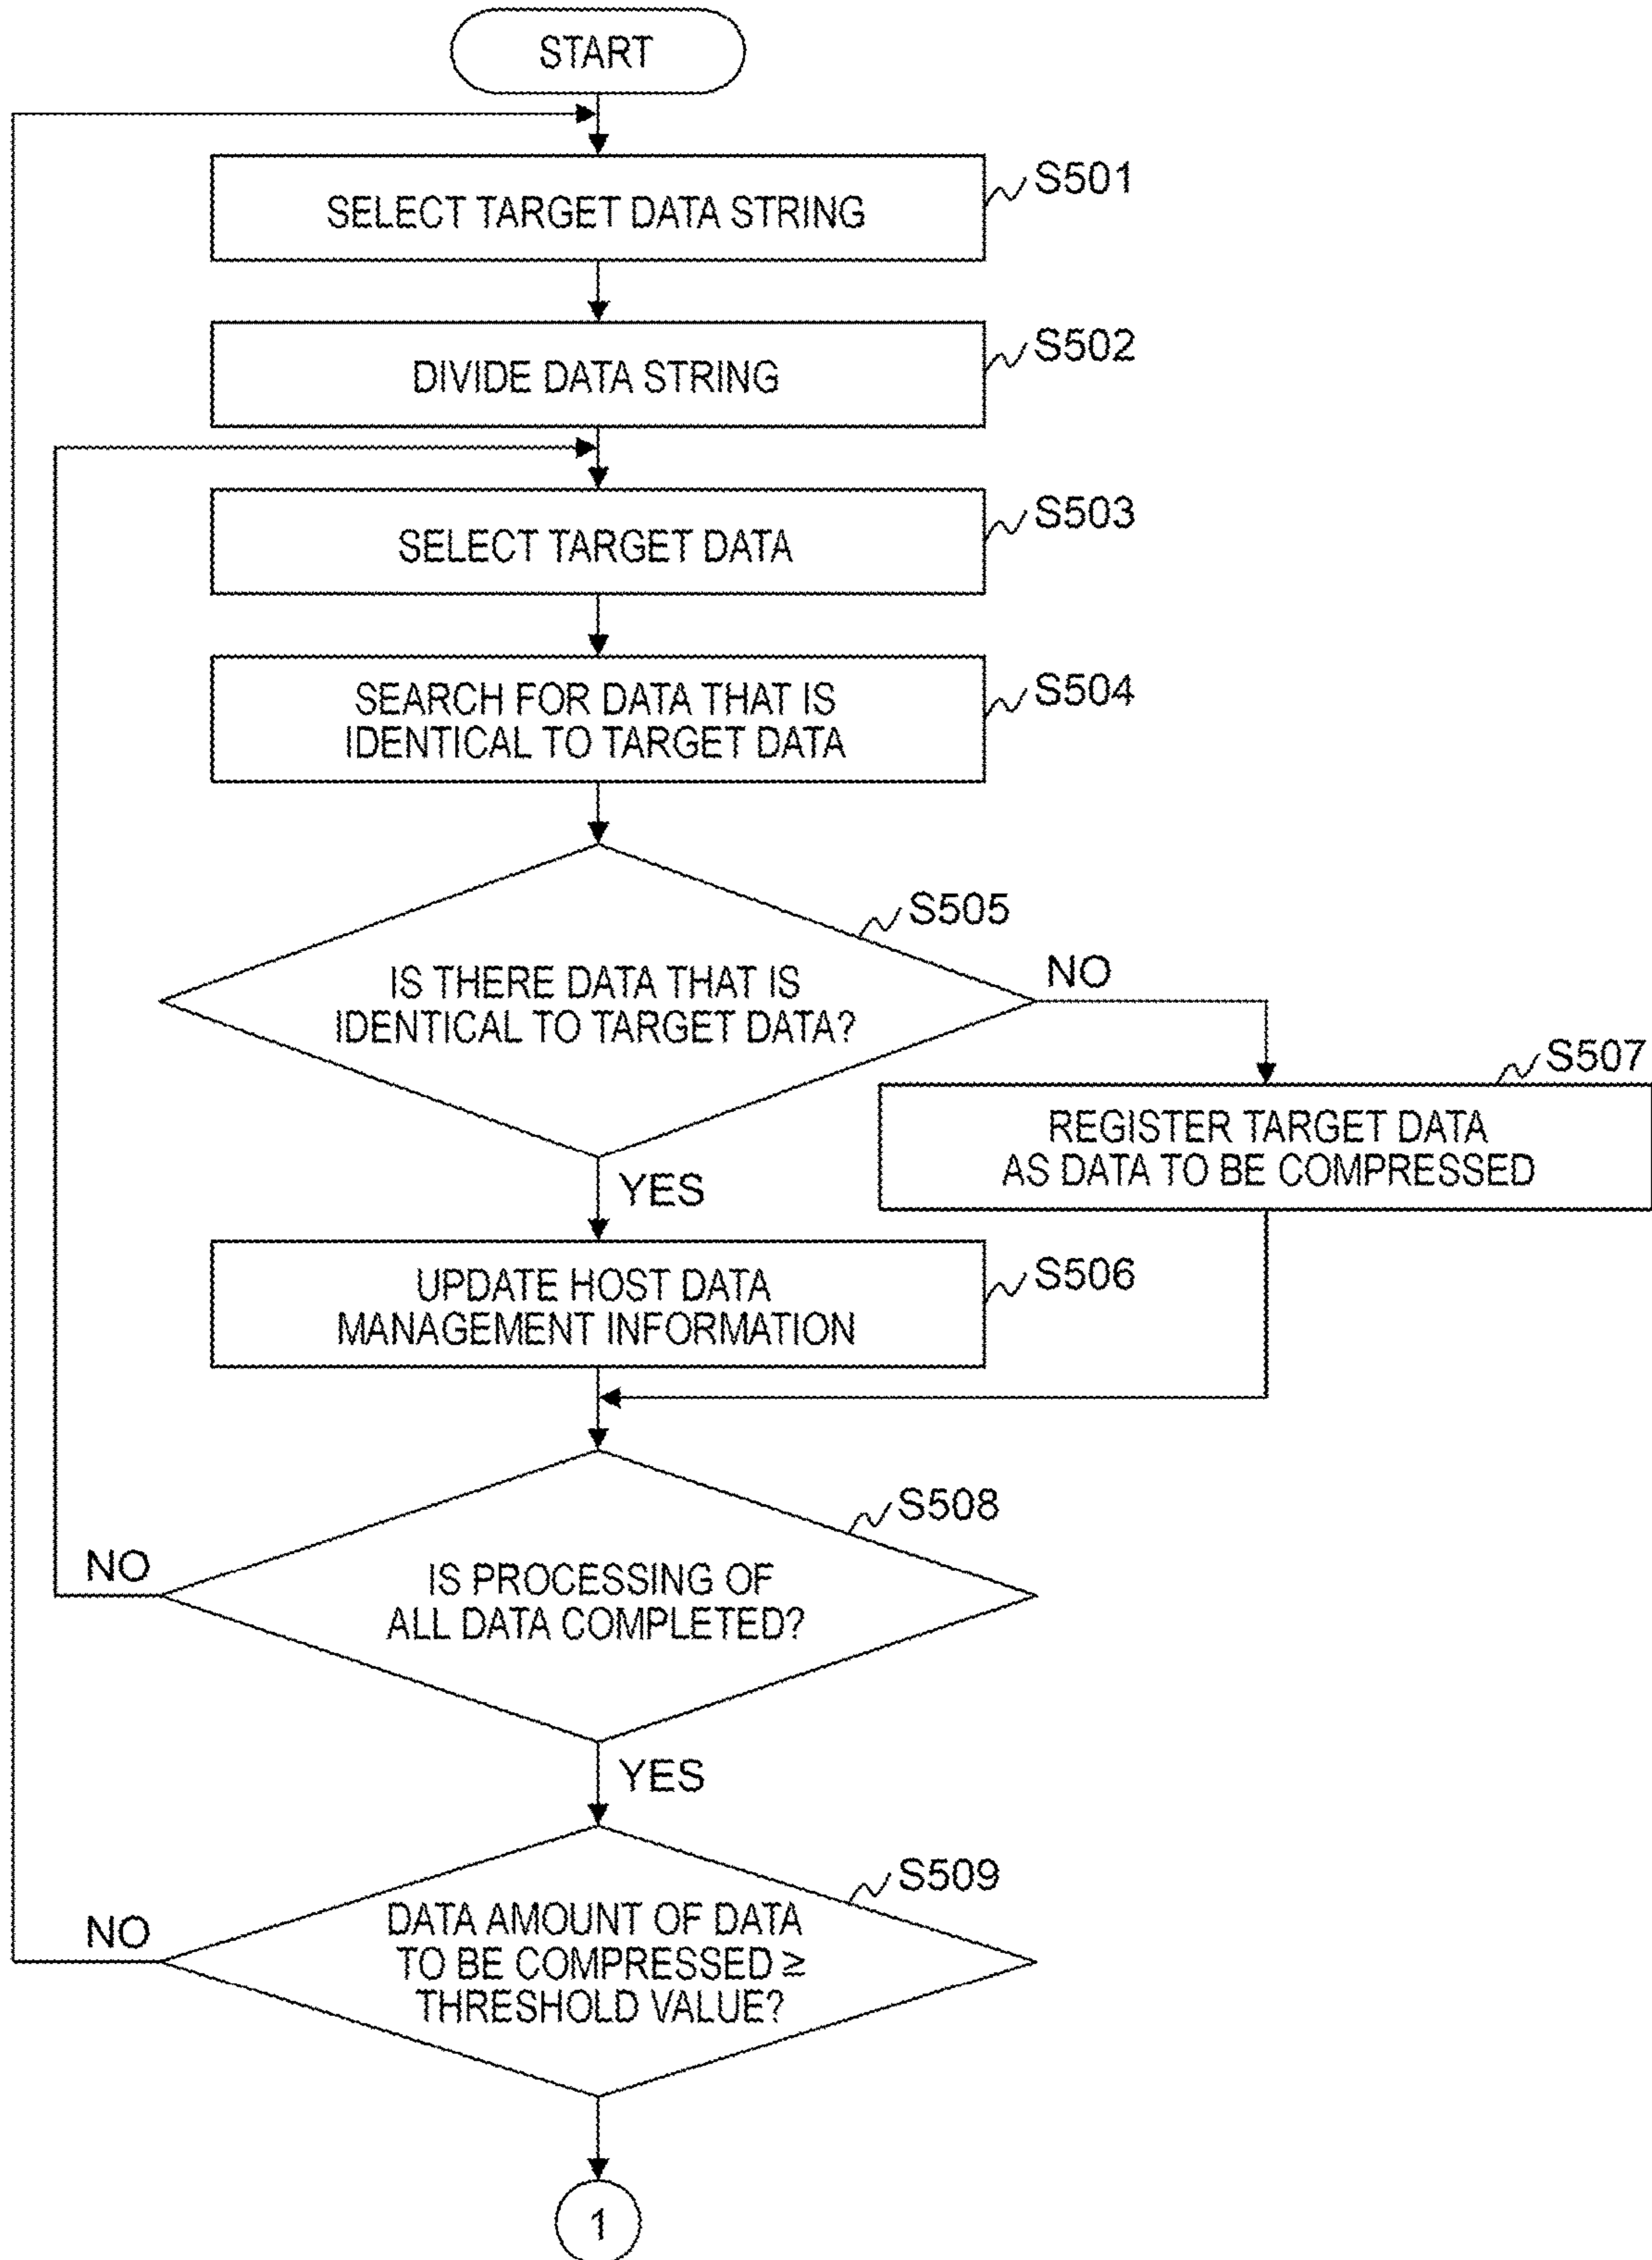 START
SELECT TARGET DATA STRING
S501
DIVIDE DATA STRING
S502
SELECT TARGET DATA
S503
SEARCH FOR DATA THAT IS
IDENTICAL TO TARGET DATA
S504
S505
IS THERE DATA THAT IS
IDENTICAL TO TARGET DATA?
NO
S507
REGISTER TARGET DATA
AS DATA TO BE COMPRESSED
YES
UPDATE HOST DATA
MANAGEMENT INFORMATION
S506
S508
NO
IS PROCESSING OF
ALL DATA COMPLETED?
YES
S509
NO
DATA AMOUNT OF DATA
TO BE COMPRESSED ≥
THRESHOLD VALUE?
1